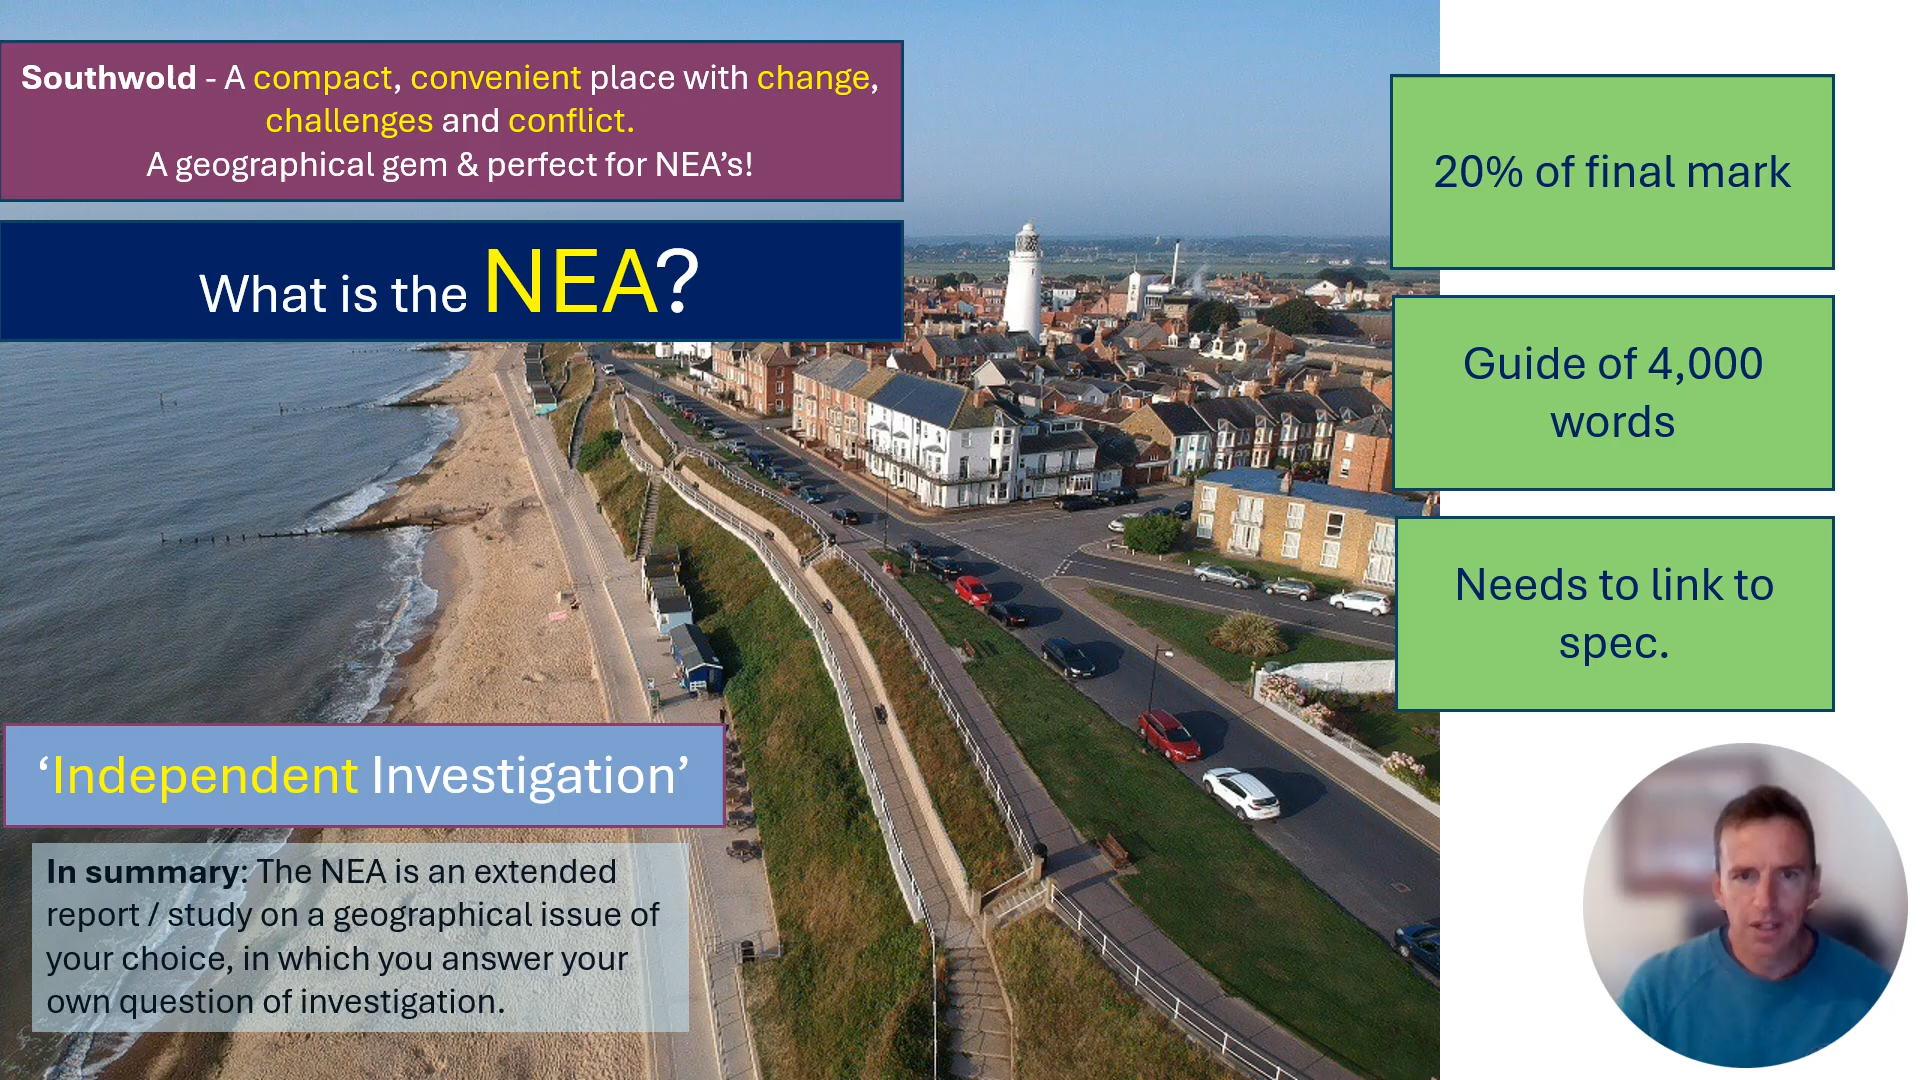 Southwold - A compact, convenient place with change,
challenges and conflict.
A geographical gem & perfect for NEA’s!
What is the NEA?
‘Independent Investigation’
In summary: The NEA is an extended
report / study on a geographical issue of
your choice, in which you answer your
own question of investigation.
20% of final mark
Guide of 4,000
words
Needs to link to
spec.